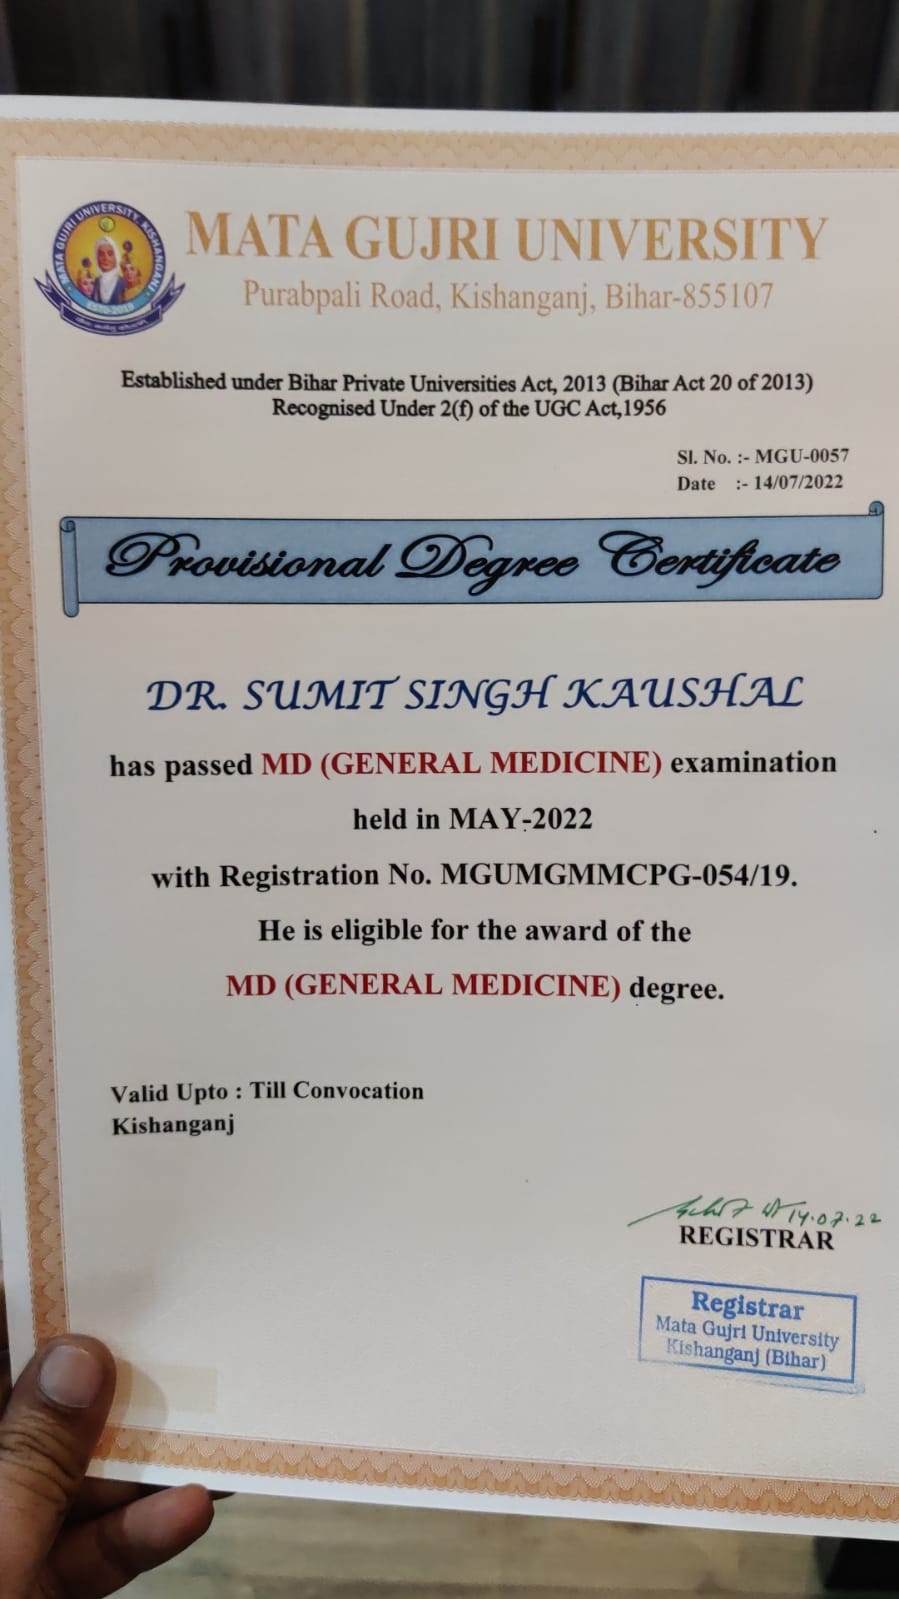 MATA GUJRI UNIVERSITY, KISHANGANJ
MATA GUJRI UNIVERSITY
Purabpali Road, Kishanganj, Bihar-855107
Established under Bihar Private Universities Act, 2013 (Bihar Act 20 of 2013)
Recognised Under 2(f) of the UGC Act,1956
Sl. No. :- MGU-0057
Date :- 14/07/2022
Provisional Degree Certificate
DR. SUMIT SINGH KAUSHAL
has passed MD (GENERAL MEDICINE) examination
held in MAY-2022
with Registration No. MGUMGMMCPG-054/19.
He is eligible for the award of the
MD (GENERAL MEDICINE) degree.
Valid Upto : Till Convocation
Kishanganj
14.07.22
REGISTRAR
Registrar
Mata Gujri University
Kishanganj (Bihar)